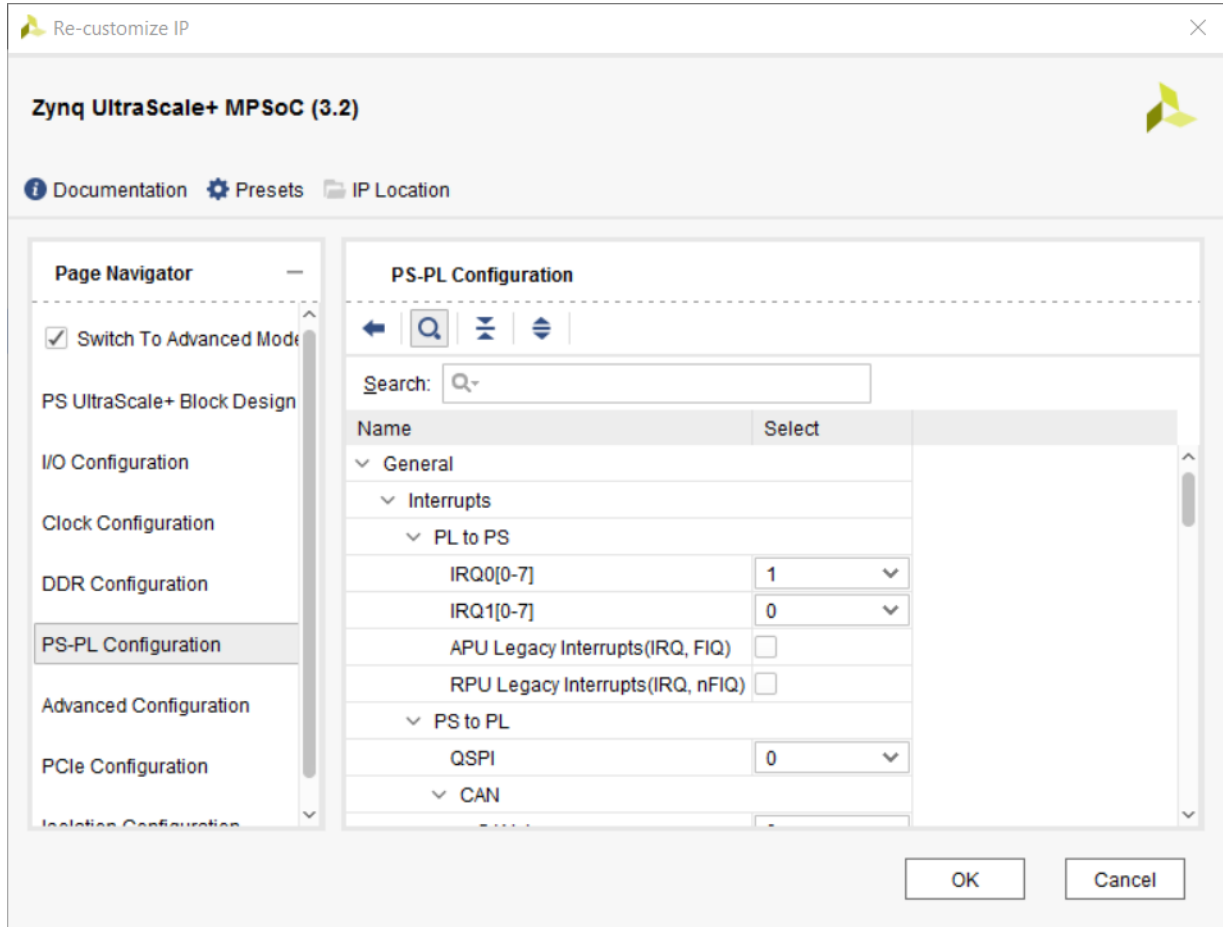 Re-customize IP
Zynq UltraScale+ MPSoC (3.2)
Documentation Presets IP Location
Page Navigator
Switch To Advanced Mode
PS UltraScale+ Block Design
I/O Configuration
Clock Configuration
DDR Configuration
PS-PL Configuration
Advanced Configuration
PCIe Configuration
Isolation Configuration
PS-PL Configuration
Search:
Name Select
General
Interrupts
PL to PS
IRQ0[0-7] 1
IRQ1[0-7] 0
APU Legacy Interrupts(IRQ, FIQ)
RPU Legacy Interrupts(IRQ, nFIQ)
PS to PL
QSPI 0
CAN
OK Cancel